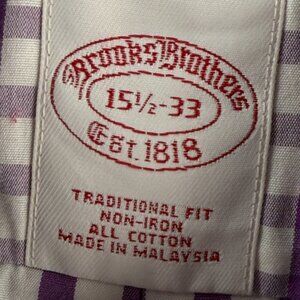 Brooks Brothers
15½-33
Est. 1818
TRADITIONAL FIT
NON-IRON
ALL COTTON
MADE IN MALAYSIA